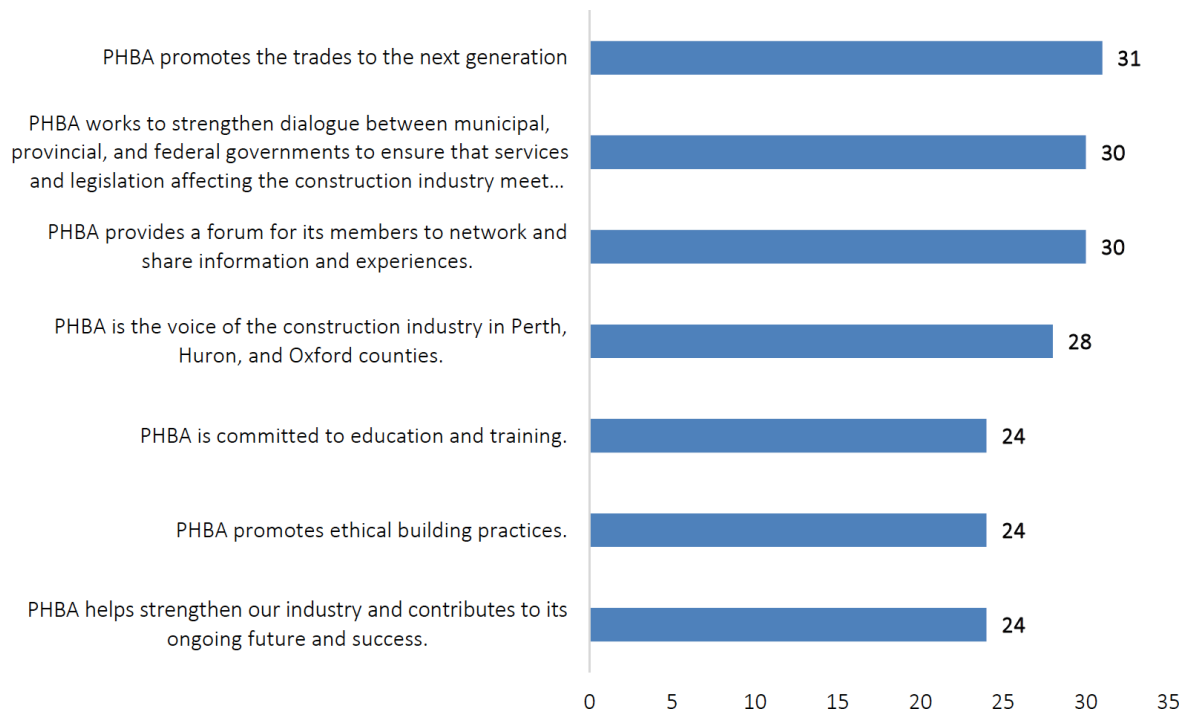 PHBA promotes the trades to the next generation
31
PHBA works to strengthen dialogue between municipal,
provincial, and federal governments to ensure that services
and legislation affecting the construction industry meet...
30
PHBA provides a forum for its members to network and
share information and experiences.
30
PHBA is the voice of the construction industry in Perth,
Huron, and Oxford counties.
28
PHBA is committed to education and training.
24
PHBA promotes ethical building practices.
24
PHBA helps strengthen our industry and contributes to its
ongoing future and success.
24
0 5 10 15 20 25 30 35